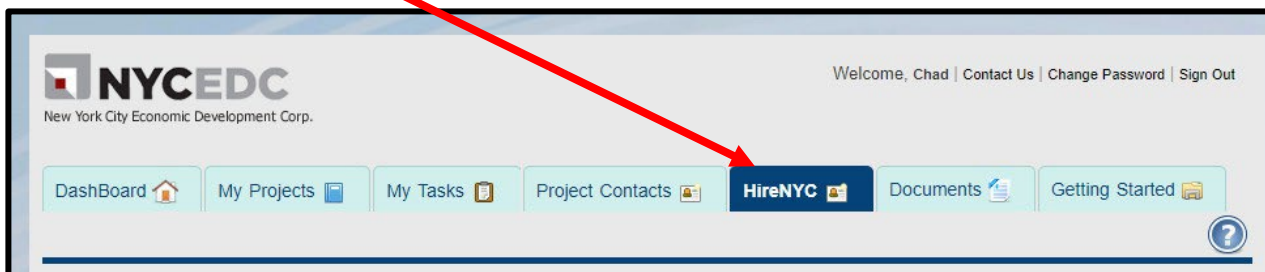 NYCEDC
New York City Economic Development Corp.
Welcome, Chad | Contact Us | Change Password | Sign Out
DashBoard My Projects My Tasks Project Contacts HireNYC Documents Getting Started
?